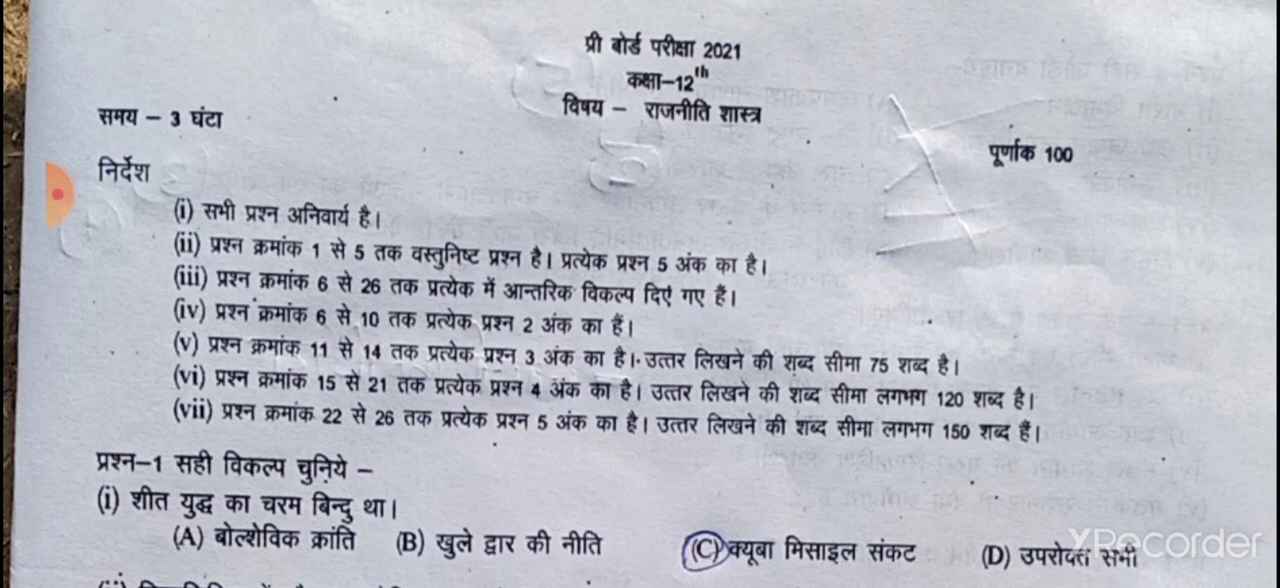 प्री बोर्ड परीक्षा 2021
कक्षा-12th
विषय - राजनीति शास्त्र
समय - 3 घंटा
पूर्णाक 100
निर्देश
(i) सभी प्रश्न अनिवार्य है।
(ii) प्रश्न क्रमांक 1 से 5 तक वस्तुनिष्ट प्रश्न है। प्रत्येक प्रश्न 5 अंक का है।
(iii) प्रश्न क्रमांक 6 से 26 तक प्रत्येक में आन्तरिक विकल्प दिएं गए हैं।
(iv) प्रश्न क्रमांक 6 से 10 तक प्रत्येक प्रश्न 2 अंक का हैं।
(v) प्रश्न क्रमांक 11 से 14 तक प्रत्येक प्रश्न 3 अंक का है। उत्तर लिखने की शब्द सीमा 75 शब्द है।
(vi) प्रश्न क्रमांक 15 से 21 तक प्रत्येक प्रश्न 4 अंक का है। उत्तर लिखने की शब्द सीमा लगभग 120 शब्द है।
(vii) प्रश्न क्रमांक 22 से 26 तक प्रत्येक प्रश्न 5 अंक का है। उत्तर लिखने की शब्द सीमा लगभग 150 शब्द हैं।
प्रश्न-1 सही विकल्प चुनिये -
(i) शीत युद्ध का चरम बिन्दु था।
(A) बोल्शेविक क्रांति (B) खुले द्वार की नीति (C) क्यूबा मिसाइल संकट (D) उपरोक्त सभी
XRecorder